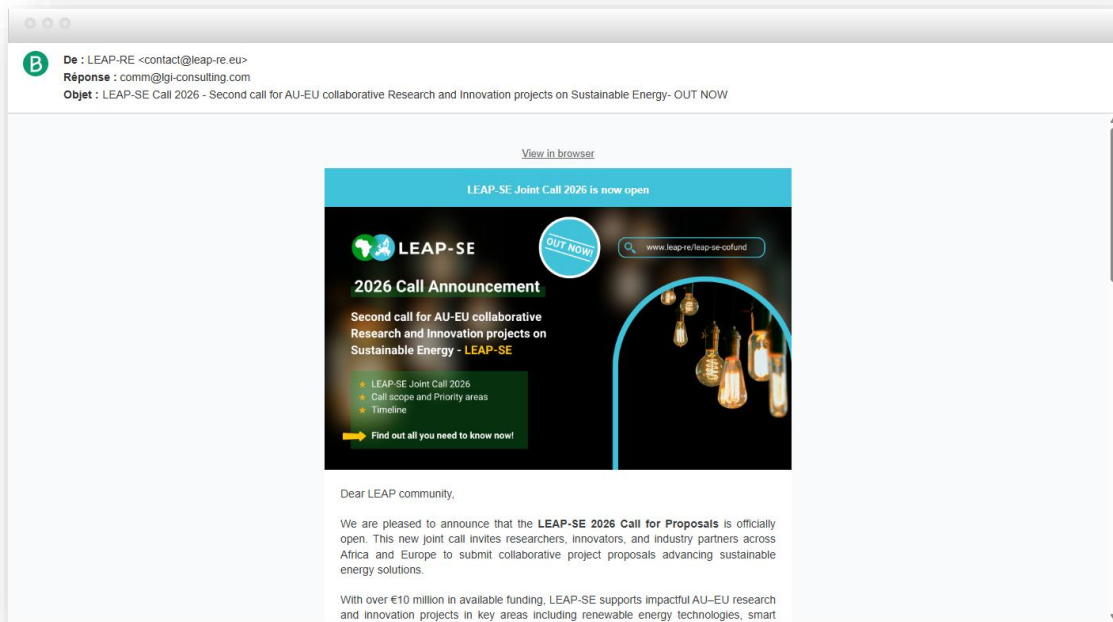 B
De : LEAP-RE <contact@leap-re.eu>
Réponse : comm@lgi-consulting.com
Objet : LEAP-SE Call 2026 - Second call for AU-EU collaborative Research and Innovation projects on Sustainable Energy- OUT NOW
View in browser
LEAP-SE Joint Call 2026 is now open
LEAP-SE
OUT NOW!
www.leap-re/leap-se-cofund
2026 Call Announcement
Second call for AU-EU collaborative
Research and Innovation projects on
Sustainable Energy - LEAP-SE
LEAP-SE Joint Call 2026
Call scope and Priority areas
Timeline
Find out all you need to know now!
Dear LEAP community,
We are pleased to announce that the LEAP-SE 2026 Call for Proposals is officially
open. This new joint call invites researchers, innovators, and industry partners across
Africa and Europe to submit collaborative project proposals advancing sustainable
energy solutions.
With over €10 million in available funding, LEAP-SE supports impactful AU–EU research
and innovation projects in key areas including renewable energy technologies, smart